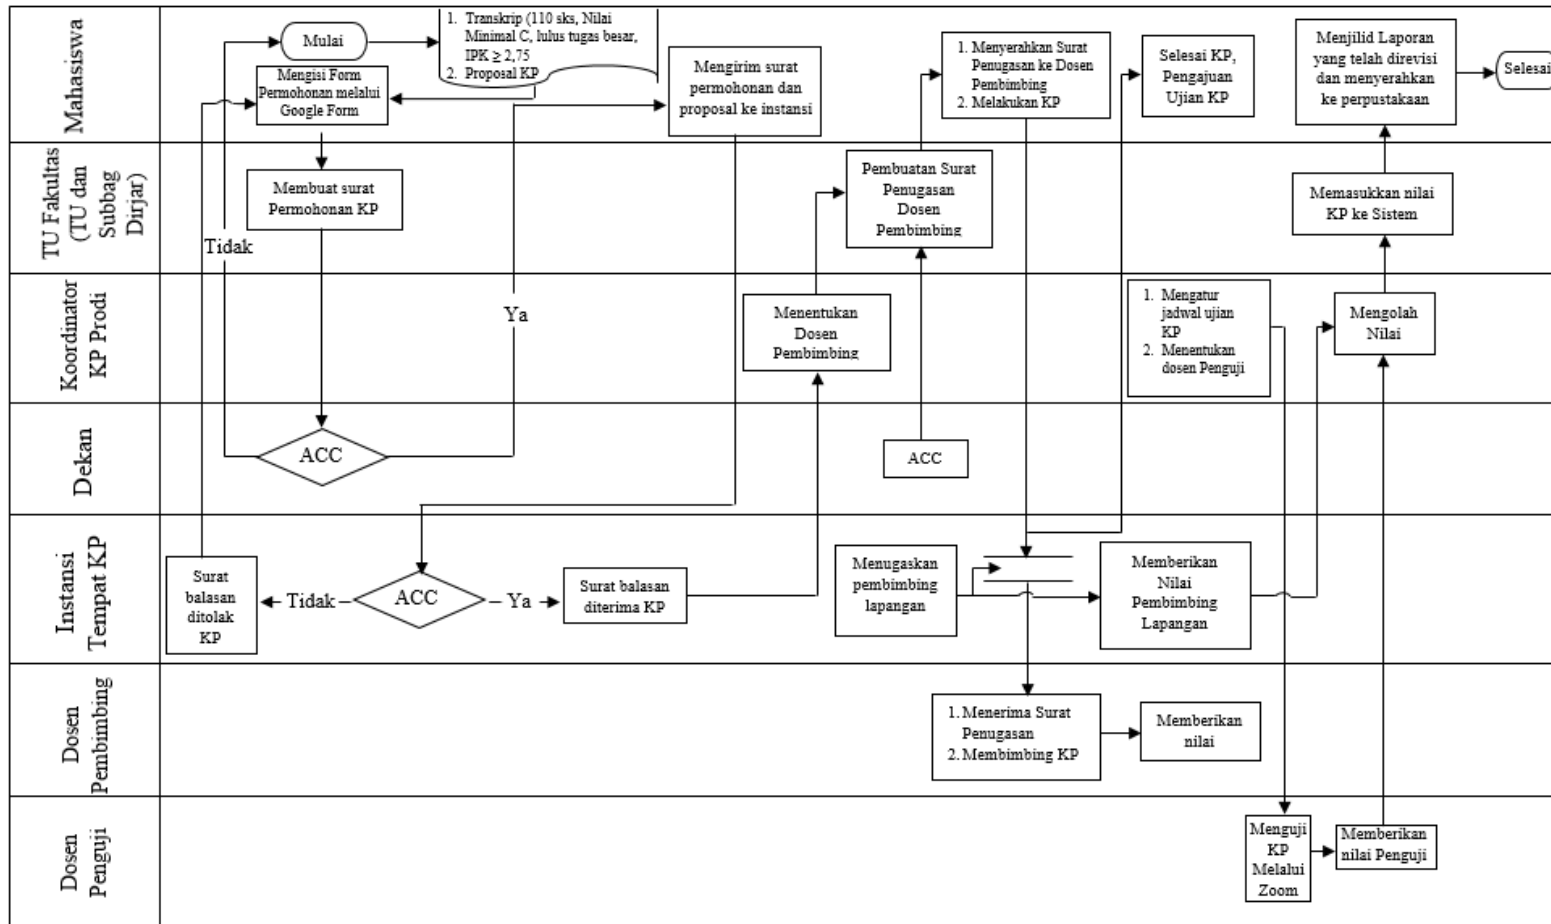 Mahasiswa
Mulai
1. Transkrip (110 sks, Nilai
Minimal C, lulus tugas besar,
IPK ≥ 2,75
2. Proposal KP
Mengisi Form
Permohonan melalui
Google Form
Mengirim surat
permohonan dan
proposal ke instansi
1. Menyerahkan Surat
Penugasan ke Dosen
Pembimbing
2. Melakukan KP
Selesai KP,
Pengajuan
Ujian KP
Menjilid Laporan
yang telah direvisi
dan menyerahkan
ke perpustakaan
Selesai
TU Fakultas
(TU dan
Subbag
Dirjar)
Membuat surat
Permohonan KP
Tidak
Pembuatan Surat
Penugasan
Dosen
Pembimbing
Memasukkan nilai
KP ke Sistem
Koordinator
KP Prodi
Ya
Menentukan
Dosen
Pembimbing
1. Mengatur
jadwal ujian
KP
2. Menentukan
dosen Penguji
Mengolah
Nilai
Dekan
ACC
ACC
Instansi
Tempat KP
Surat
balasan
ditolak
KP
Tidak
ACC
Ya
Surat balasan
diterima KP
Menugaskan
pembimbing
lapangan
Memberikan
Nilai
Pembimbing
Lapangan
Dosen
Pembimbing
1. Menerima Surat
Penugasan
2. Membimbing KP
Memberikan
nilai
Dosen
Penguji
Menguji
KP
Melalui
Zoom
Memberikan
nilai Penguji